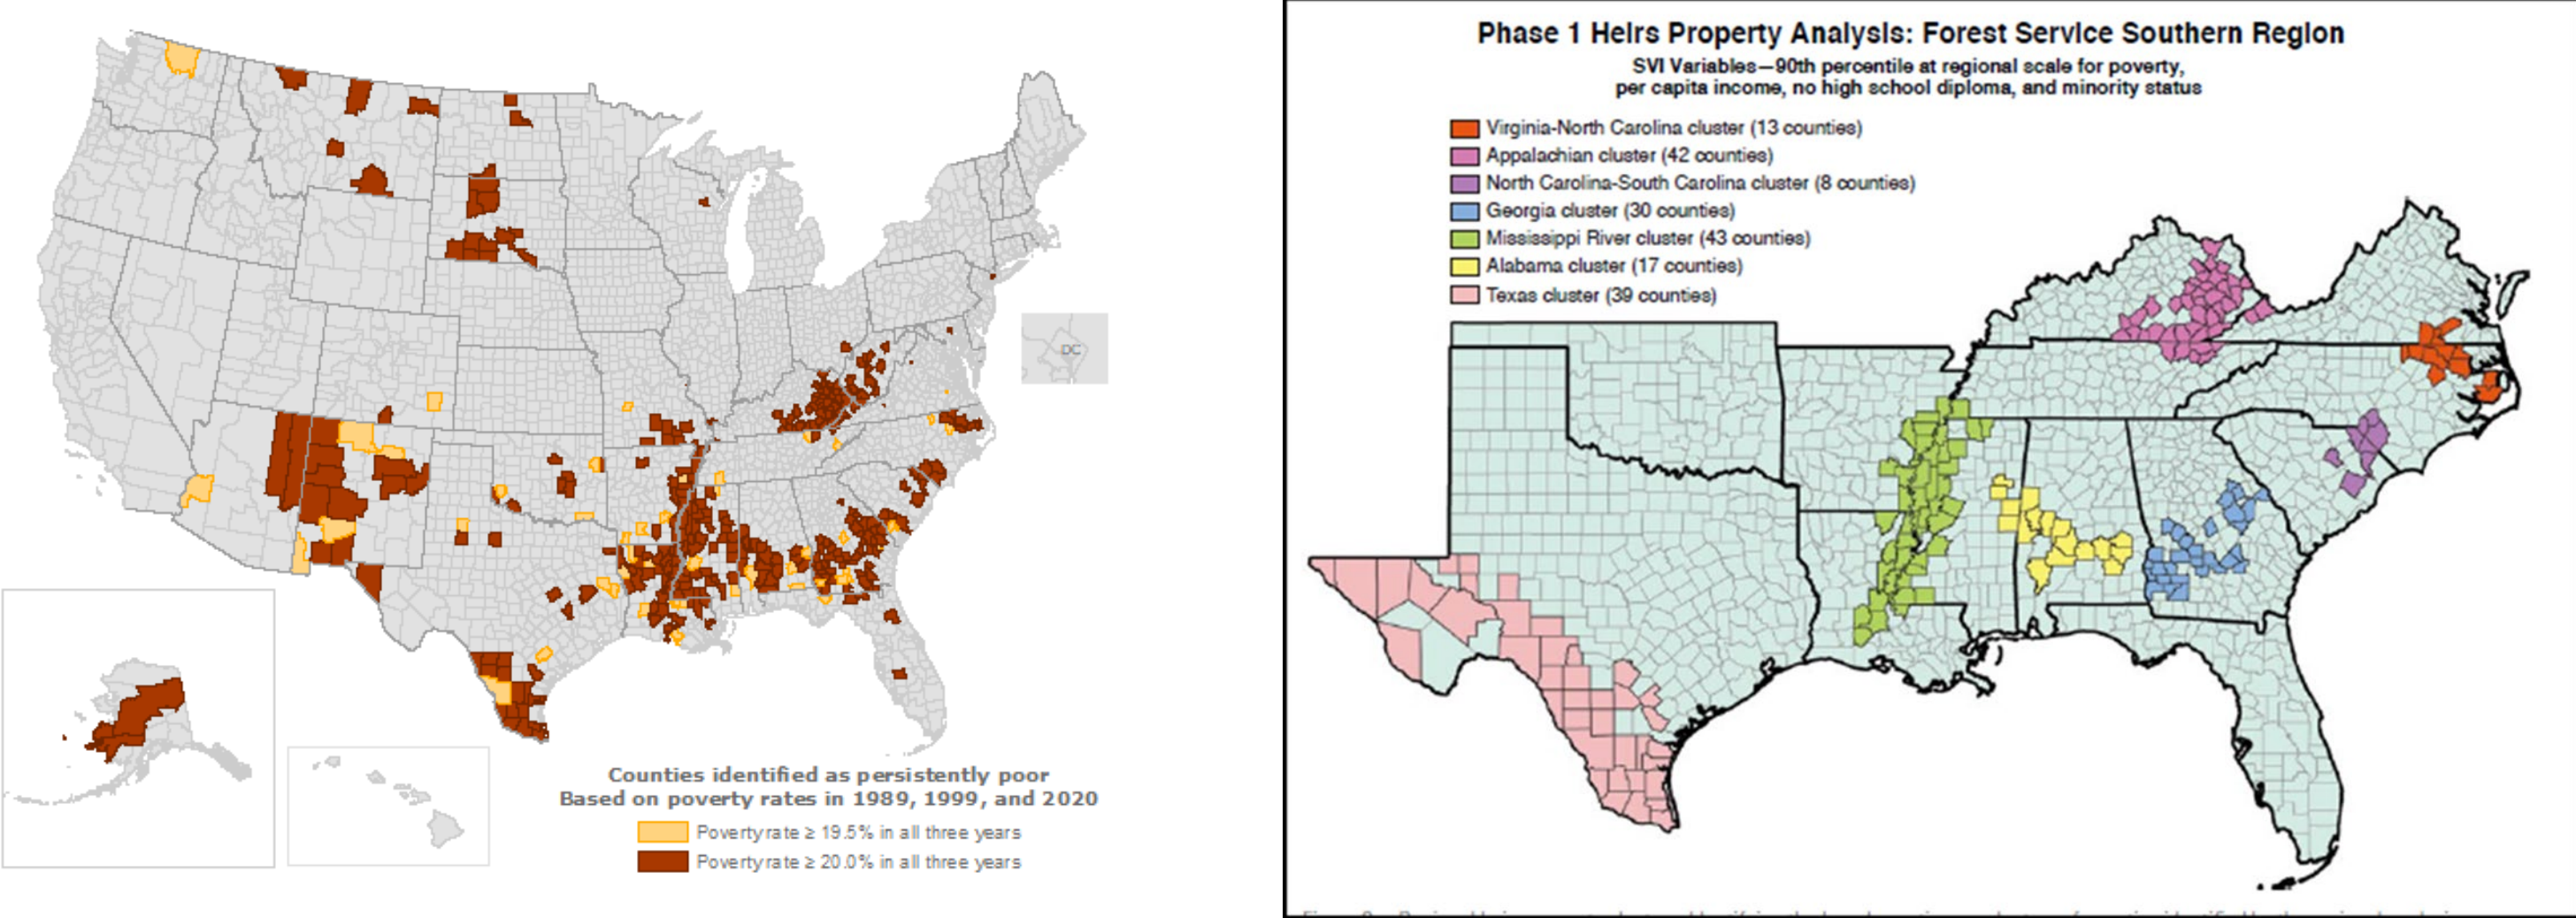 DC
Counties identified as persistently poor
Based on poverty rates in 1989, 1999, and 2020
Poverty rate ≥ 19.5% in all three years
Poverty rate ≥ 20.0% in all three years
Phase 1 Heirs Property Analysis: Forest Service Southern Region
SVI Variables—90th percentile at regional scale for poverty,
per capita income, no high school diploma, and minority status
Virginia-North Carolina cluster (13 counties)
Appalachian cluster (42 counties)
North Carolina-South Carolina cluster (8 counties)
Georgia cluster (30 counties)
Mississippi River cluster (43 counties)
Alabama cluster (17 counties)
Texas cluster (39 counties)